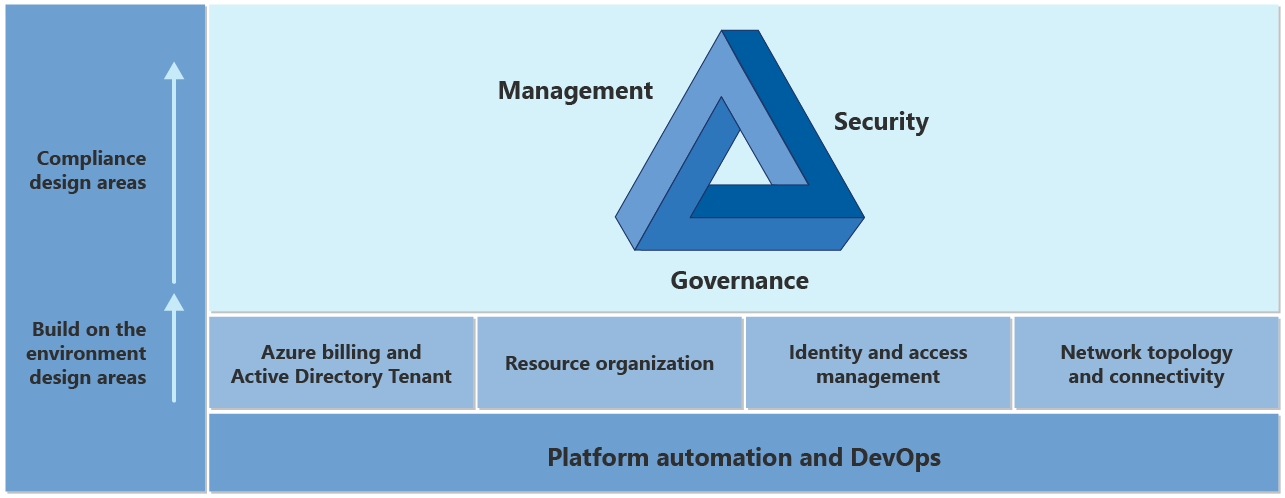 Compliance
design areas
Build on the
environment
design areas
Management
Security
Governance
Azure billing and
Active Directory Tenant
Resource organization
Identity and access
management
Network topology
and connectivity
Platform automation and DevOps